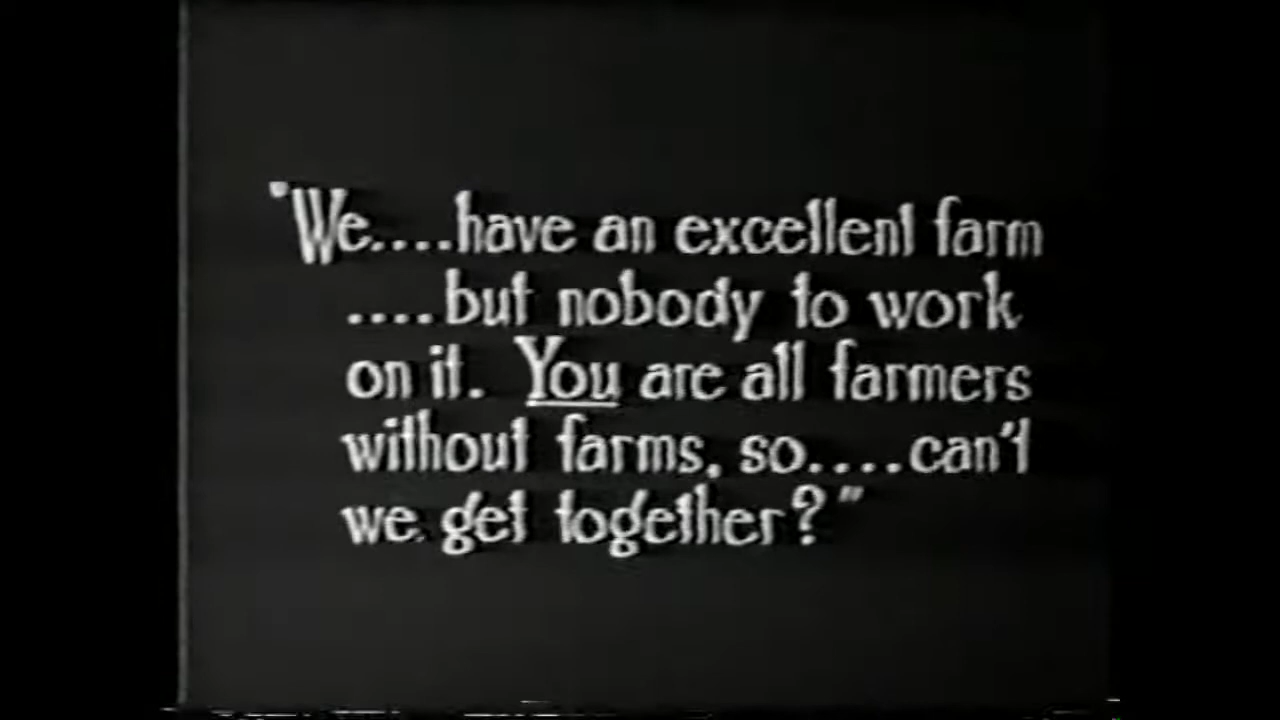 "We....have an excellent farm
....but nobody to work
on it. You are all farmers
without farms, so....can't
we get together?"